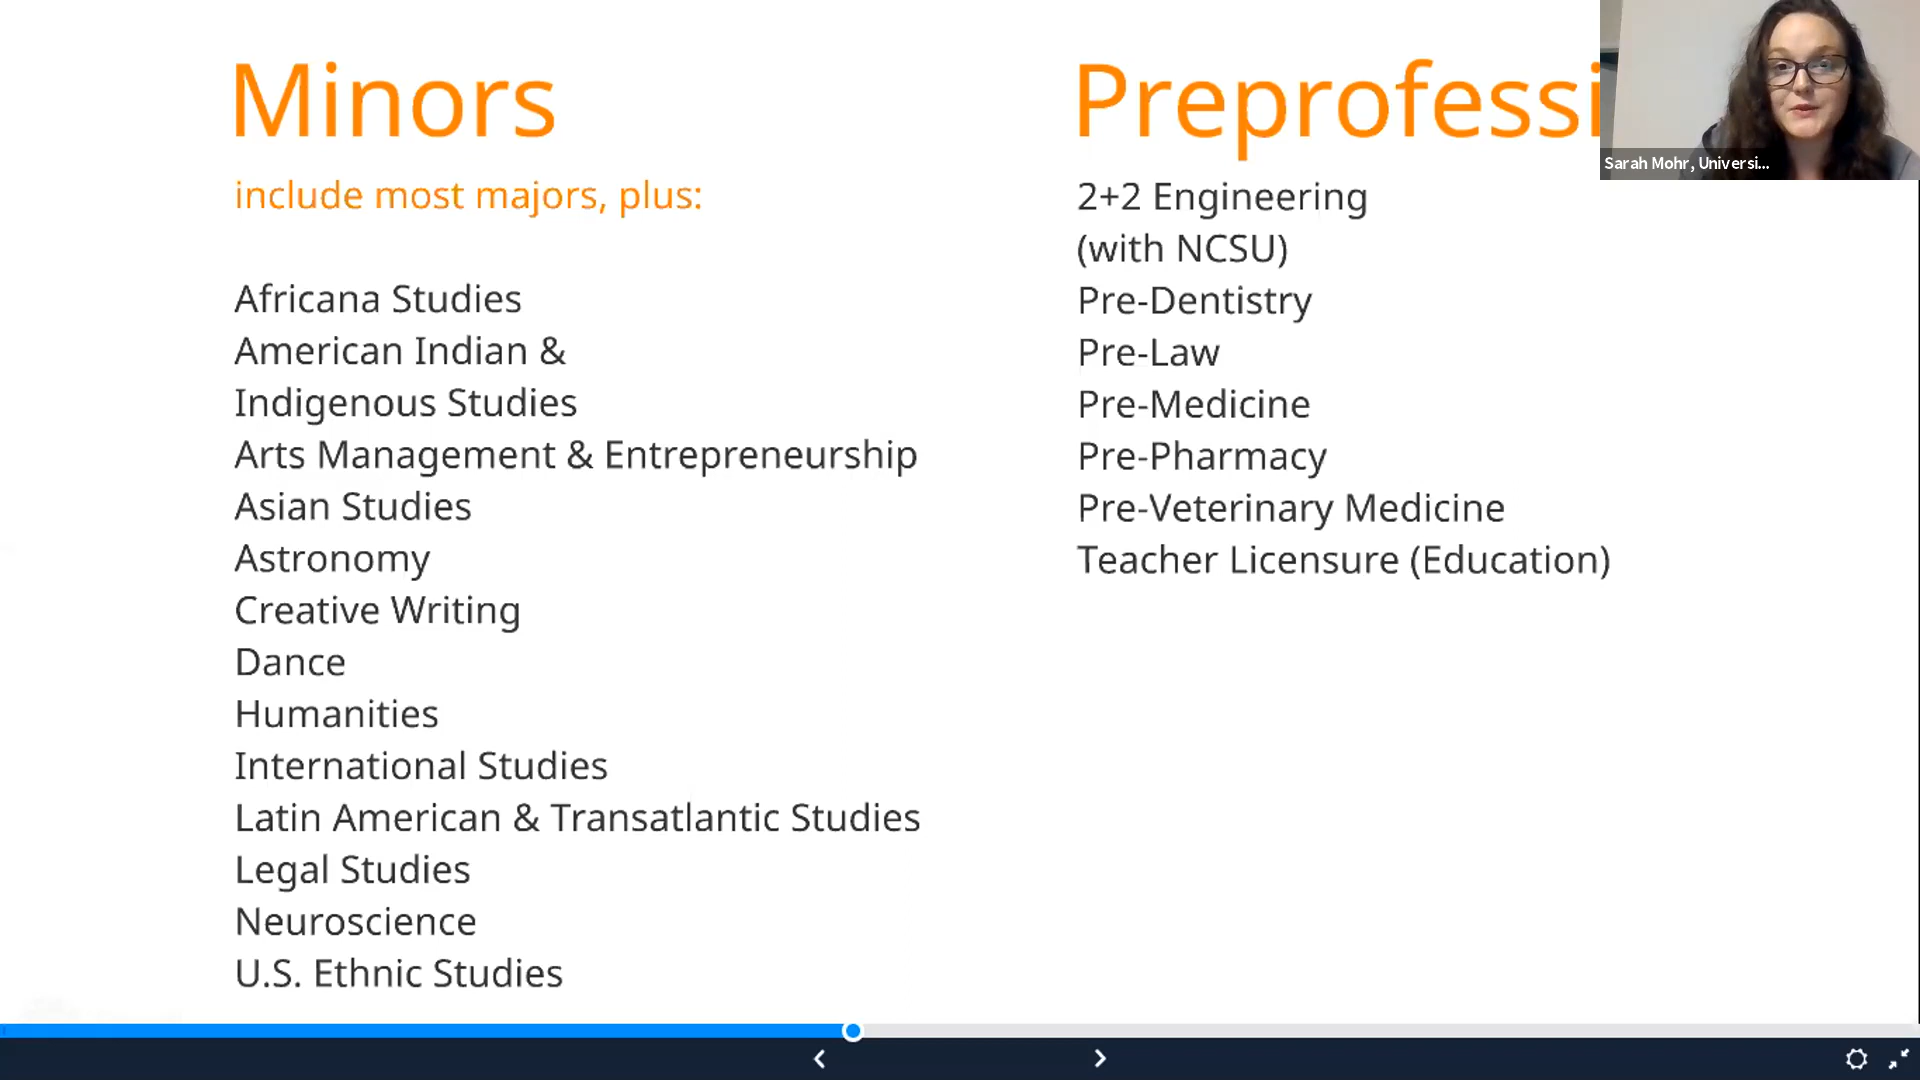 Minors
include most majors, plus:
Africana Studies
American Indian &
Indigenous Studies
Arts Management & Entrepreneurship
Asian Studies
Astronomy
Creative Writing
Dance
Humanities
International Studies
Latin American & Transatlantic Studies
Legal Studies
Neuroscience
U.S. Ethnic Studies
Preprofessi
2+2 Engineering
(with NCSU)
Pre-Dentistry
Pre-Law
Pre-Medicine
Pre-Pharmacy
Pre-Veterinary Medicine
Teacher Licensure (Education)
Sarah Mohr, Universi...